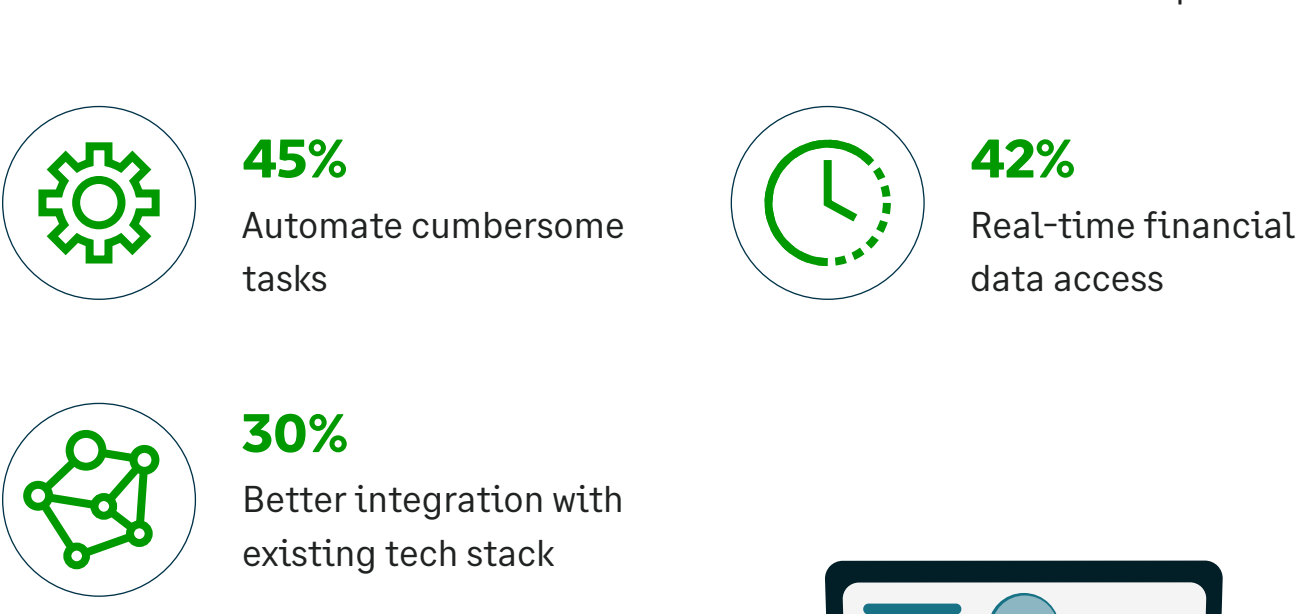 45%
Automate cumbersome
tasks
42%
Real-time financial
data access
30%
Better integration with
existing tech stack